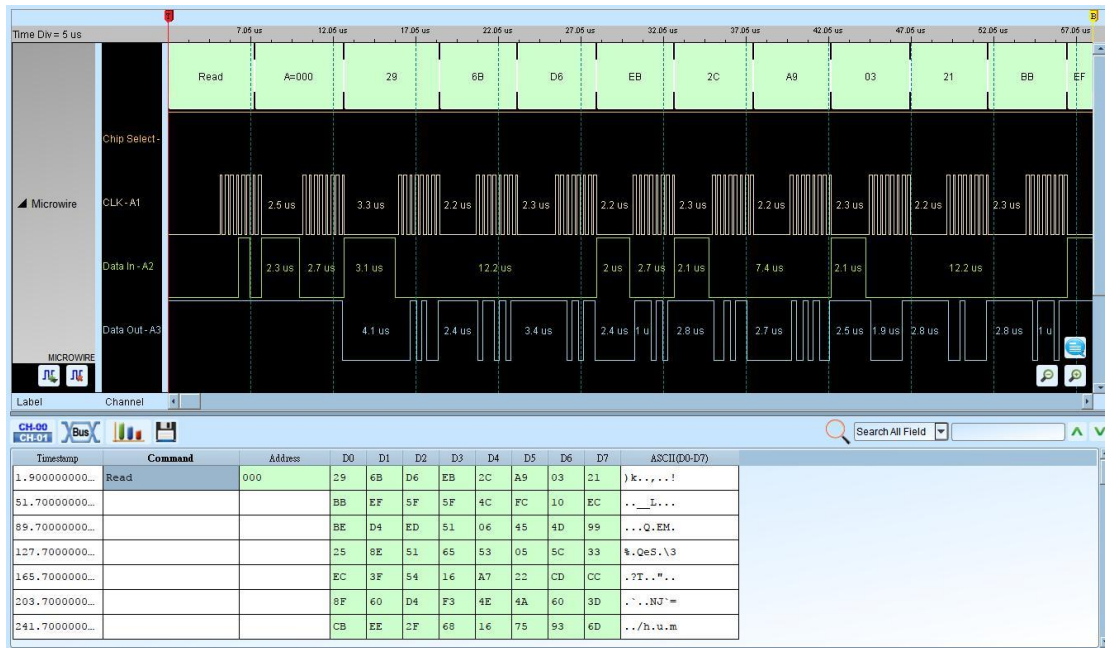 T B
Time Div = 5 us 7.05 us 12.05 us 17.05 us 22.05 us 27.05 us 32.05 us 37.05 us 42.05 us 47.05 us 52.05 us 57.05 us
Read A=000 29 6B D6 EB 2C A9 03 21 BB EF
Chip Select -
Microwire CLK - A1 2.5 us 3.3 us 2.2 us 2.3 us 2.2 us 2.3 us 2.2 us 2.3 us 2.2 us 2.3 us
Data In - A2 2.3 us 2.7 us 3.1 us 12.2 us 2 us 2.7 us 2.1 us 7.4 us 2.1 us 12.2 us
Data Out - A3 4.1 us 2.4 us 3.4 us 2.4 us 1 u 2.8 us 2.7 us 2.5 us 1.9 us 2.8 us 2.8 us 1 u
MICROWIRE
Label Channel
CH-00 CH-01 Bus Search All Field
Timestamp Command Address D0 D1 D2 D3 D4 D5 D6 D7 ASCII(D0-D7)
1.900000000... Read 000 29 6B D6 EB 2C A9 03 21 )k..,..!
51.70000000... BB EF 5F 5F 4C FC 10 EC ..__L...
89.70000000... BE D4 ED 51 06 45 4D 99 ...Q.EM.
127.7000000... 25 8E 51 65 53 05 5C 33 %.QeS.\3
165.7000000... EC 3F 54 16 A7 22 CD CC .?T.."..
203.7000000... 8F 60 D4 F3 4E 4A 60 3D .`..NJ`=
241.7000000... CB EE 2F 68 16 75 93 6D ../h.u.m